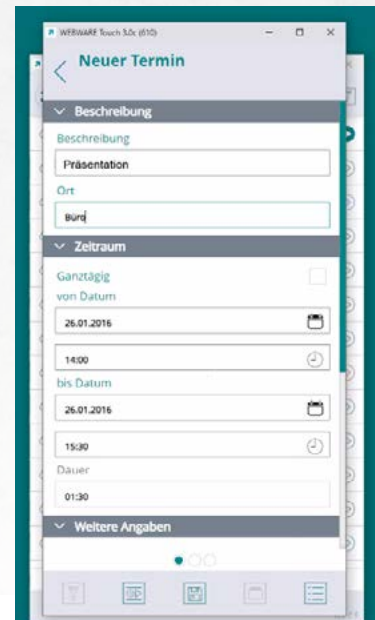 WEBWARE Touch 3.0c (610)
Neuer Termin
Beschreibung
Beschreibung
Präsentation
Ort
Büro
Zeitraum
Ganztägig
von Datum
26.01.2016
14:00
bis Datum
26.01.2016
15:30
Dauer
01:30
Weitere Angaben